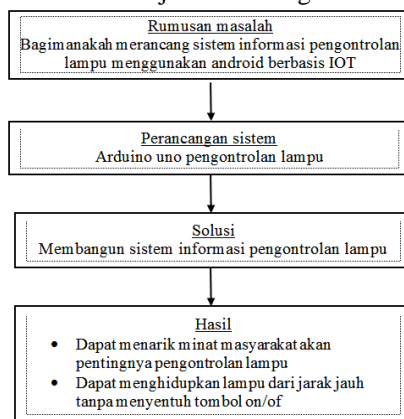 Rumusan masalah
Bagimanakah merancang sistem informasi pengontrolan
lampu menggunakan android berbasis IOT
Perancangan sistem
Arduino uno pengontrolan lampu
Solusi
Membangun sistem informasi pengontrolan lampu
Hasil
• Dapat menarik minat masyarakat akan
pentingnya pengontrolan lampu
• Dapat menghidupkan lampu dari jarak jauh
tanpa menyentuh tombol on/of